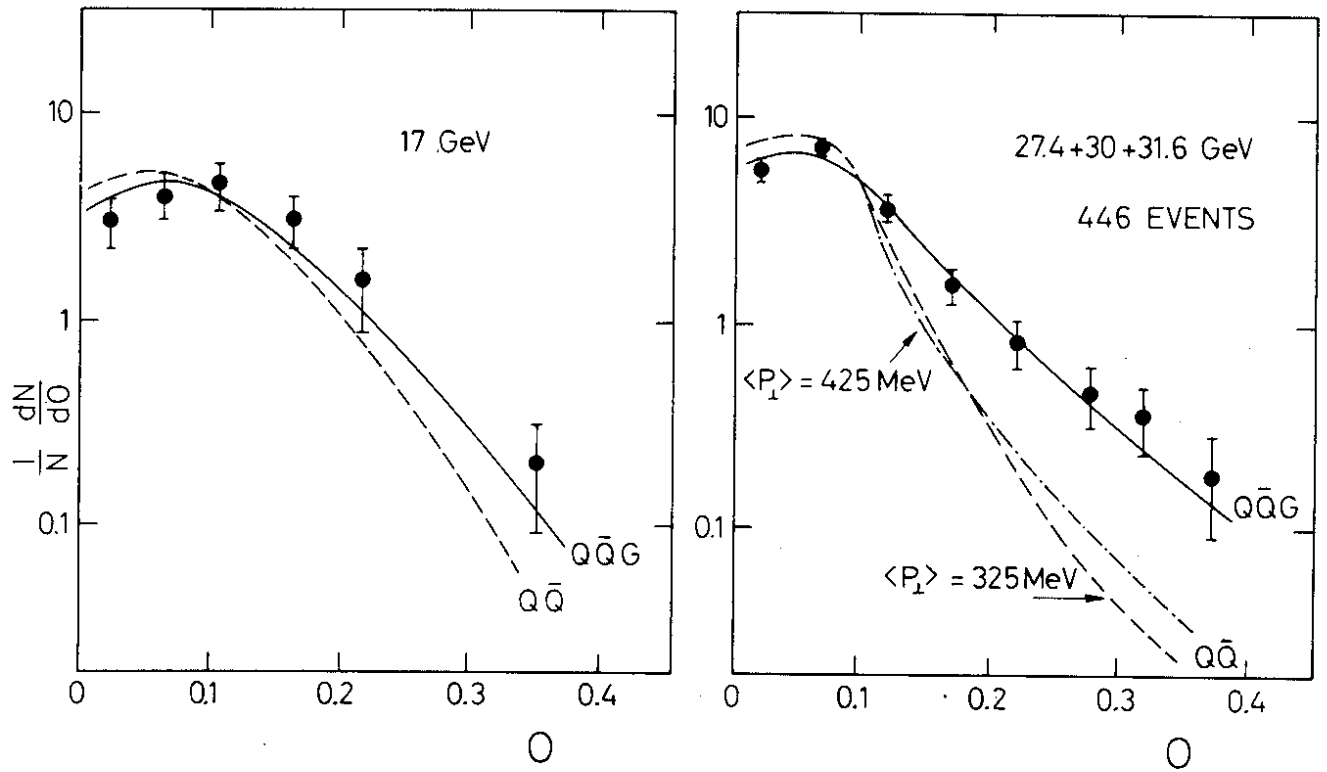 10
1
0.1
1/N dN/dO
17 GeV
QQ̄G
QQ̄
0
0.1
0.2
0.3
0.4
O
10
1
0.1
27.4+30+31.6 GeV
446 EVENTS
⟨P⊥⟩ = 425 MeV
⟨P⊥⟩ = 325 MeV
QQ̄G
QQ̄
0
0.1
0.2
0.3
0.4
O